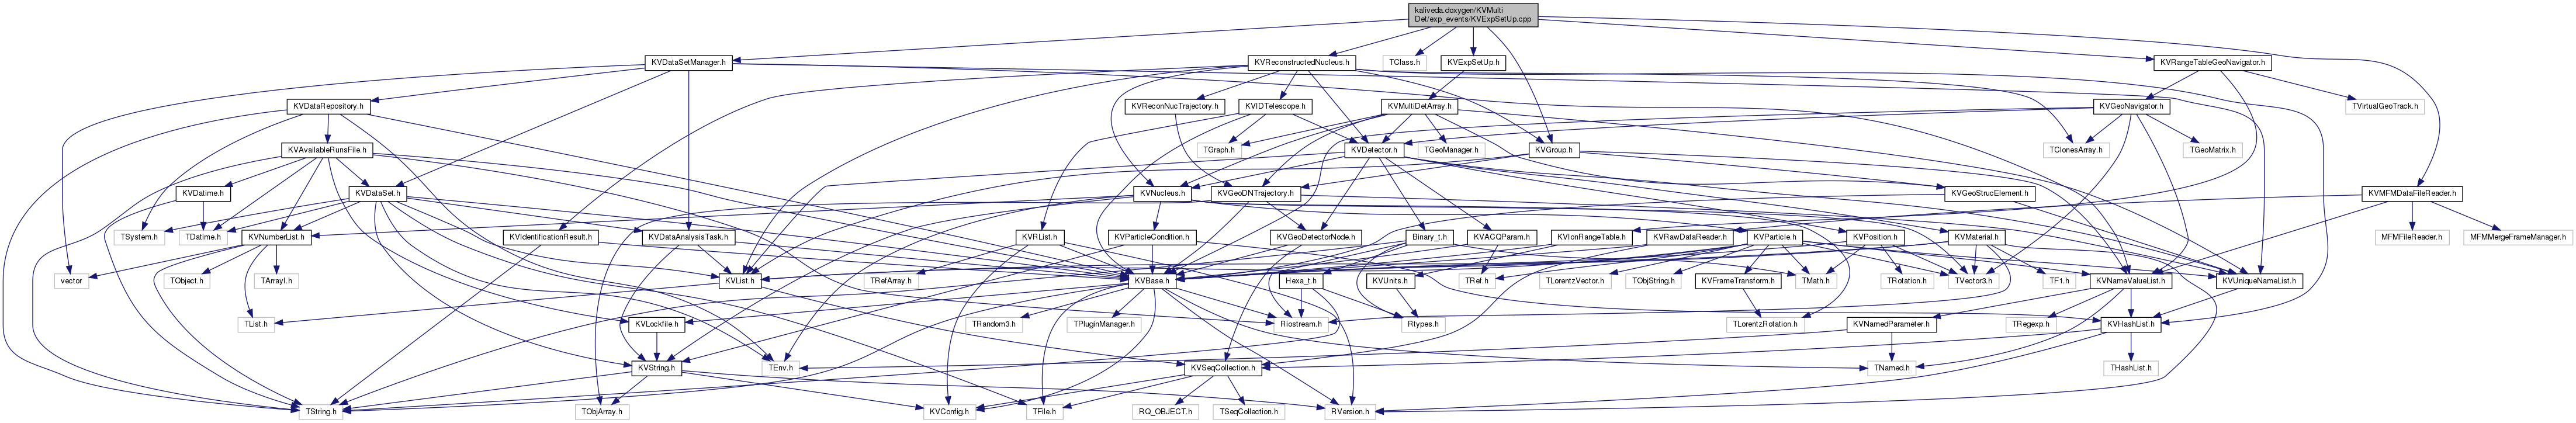 kaliveda.doxygen/KVMulti
Det/exp_events/KVExpSetUp.cpp
KVDataSetManager.h
KVReconstructedNucleus.h
TClass.h
KVExpSetUp.h
KVRangeTableGeoNavigator.h
KVDataRepository.h
KVReconNucTrajectory.h
KVIDTelescope.h
KVMultiDetArray.h
KVGeoNavigator.h
TVirtualGeoTrack.h
KVAvailableRunsFile.h
TGraph.h
KVDetector.h
TGeoManager.h
KVGroup.h
TClonesArray.h
TGeoMatrix.h
KVDatime.h
KVDataSet.h
KVNucleus.h
KVGeoDNTrajectory.h
KVGeoStrucElement.h
KVMFMDataFileReader.h
TSystem.h
TDatime.h
KVNumberList.h
KVDataAnalysisTask.h
KVIdentificationResult.h
KVRList.h
KVParticleCondition.h
KVGeoDetectorNode.h
Binary_t.h
KVACQParam.h
KVIonRangeTable.h
KVRawDataReader.h
KVParticle.h
KVPosition.h
KVMaterial.h
MFMFileReader.h
MFMMergeFrameManager.h
vector
TObject.h
TArrayI.h
KVList.h
TRefArray.h
KVBase.h
Hexa_t.h
KVUnits.h
TRef.h
TLorentzVector.h
TObjString.h
KVFrameTransform.h
TMath.h
TRotation.h
TVector3.h
TF1.h
KVNameValueList.h
KVUniqueNameList.h
TList.h
KVLockfile.h
TRandom3.h
TPluginManager.h
Riostream.h
Rtypes.h
TLorentzRotation.h
KVNamedParameter.h
TRegexp.h
KVHashList.h
KVString.h
TEnv.h
KVSeqCollection.h
TNamed.h
THashList.h
TString.h
TObjArray.h
KVConfig.h
TFile.h
RQ_OBJECT.h
TSeqCollection.h
RVersion.h